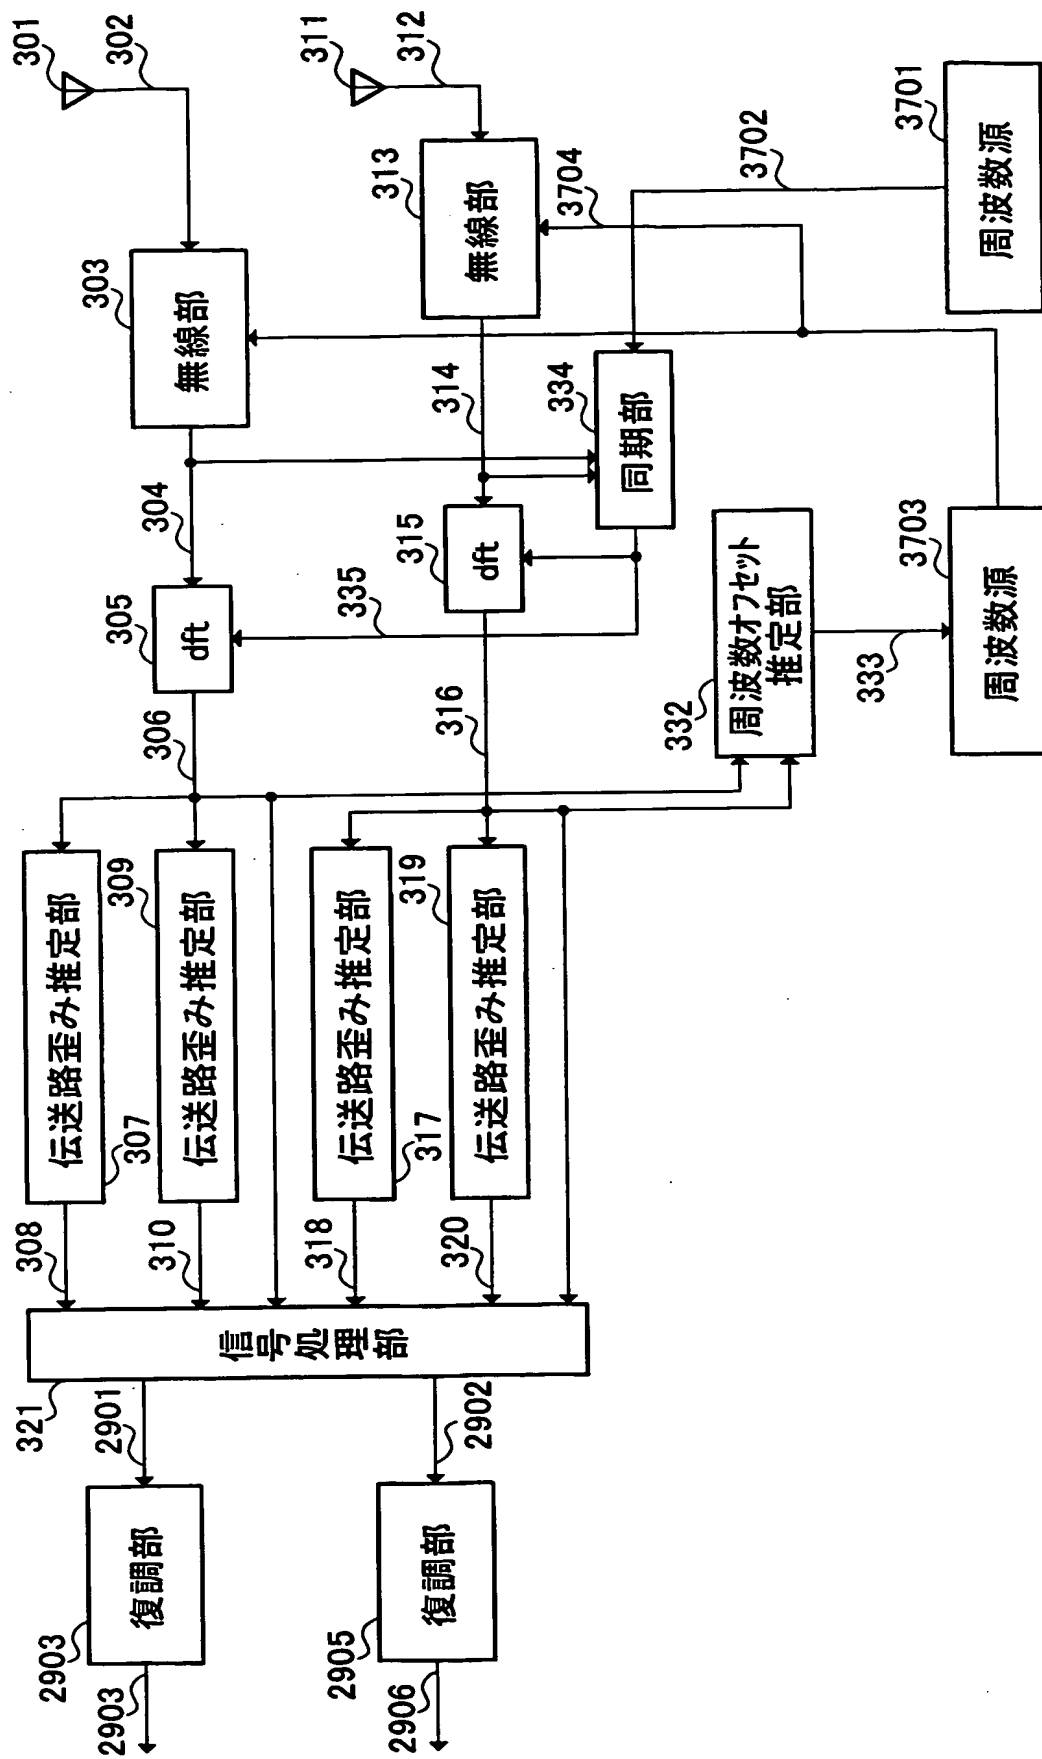 301
302
無線部
303
304
dft
305
306
伝送路歪み推定部
307
308
伝送路歪み推定部
309
310
311
312
無線部
313
314
dft
315
316
伝送路歪み推定部
317
318
伝送路歪み推定部
319
320
信号処理部
321
2901
復調部
2903
2903
2902
復調部
2905
2906
同期部
334
335
周波数オフセット
推定部
332
333
周波数源
3701
3702
周波数源
3703
3704